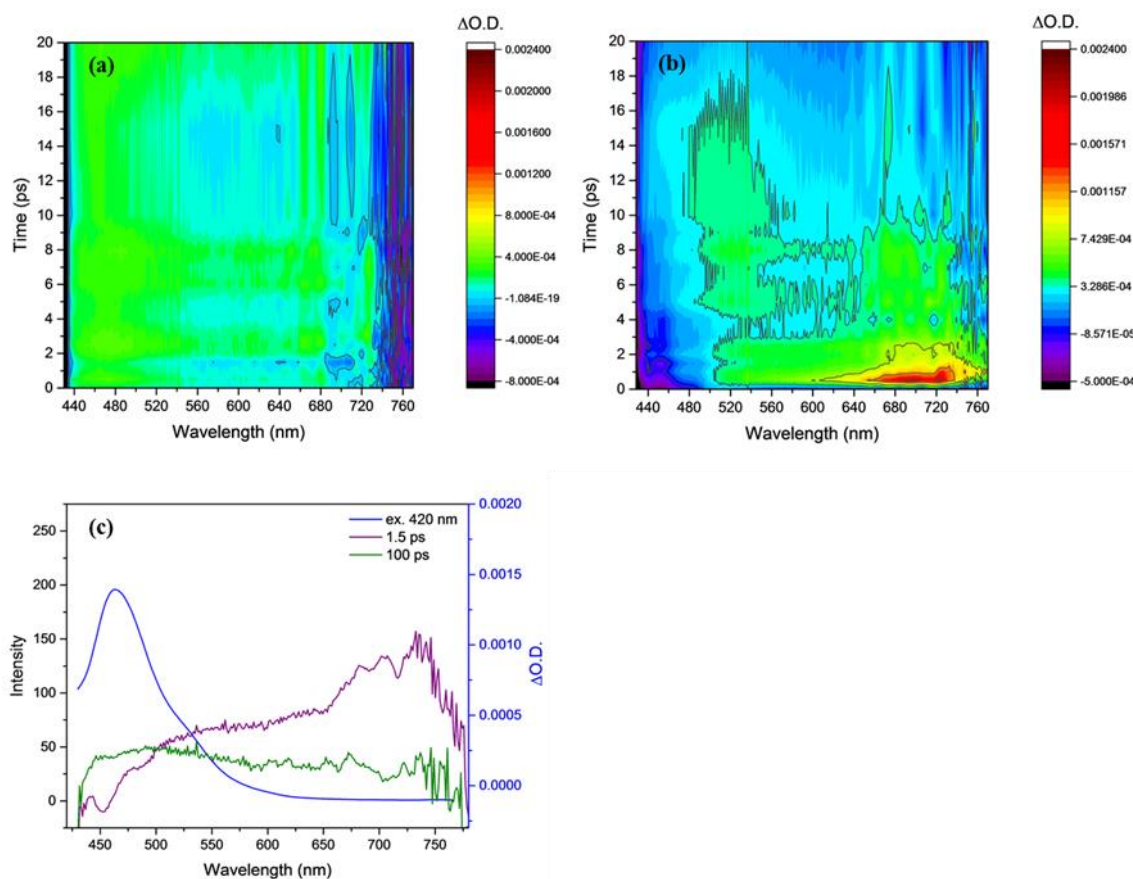 ΔO.D.
(a)
20
18
16
14
12
10
8
6
4
2
0
Time (ps)
440 480 520 560 600 640 680 720 760
Wavelength (nm)
0.002400
0.002000
0.001600
0.001200
8.000E-04
4.000E-04
-1.084E-19
-4.000E-04
-8.000E-04
ΔO.D.
(b)
20
18
16
14
12
10
8
6
4
2
0
Time (ps)
440 480 520 560 600 640 680 720 760
Wavelength (nm)
0.002400
0.001986
0.001571
0.001157
7.429E-04
3.286E-04
-8.571E-05
-5.000E-04
(c)
ex. 420 nm
1.5 ps
100 ps
250
200
150
100
50
0
Intensity
450 500 550 600 650 700 750
Wavelength (nm)
0.0020
0.0015
0.0010
0.0005
0.0000
ΔO.D.